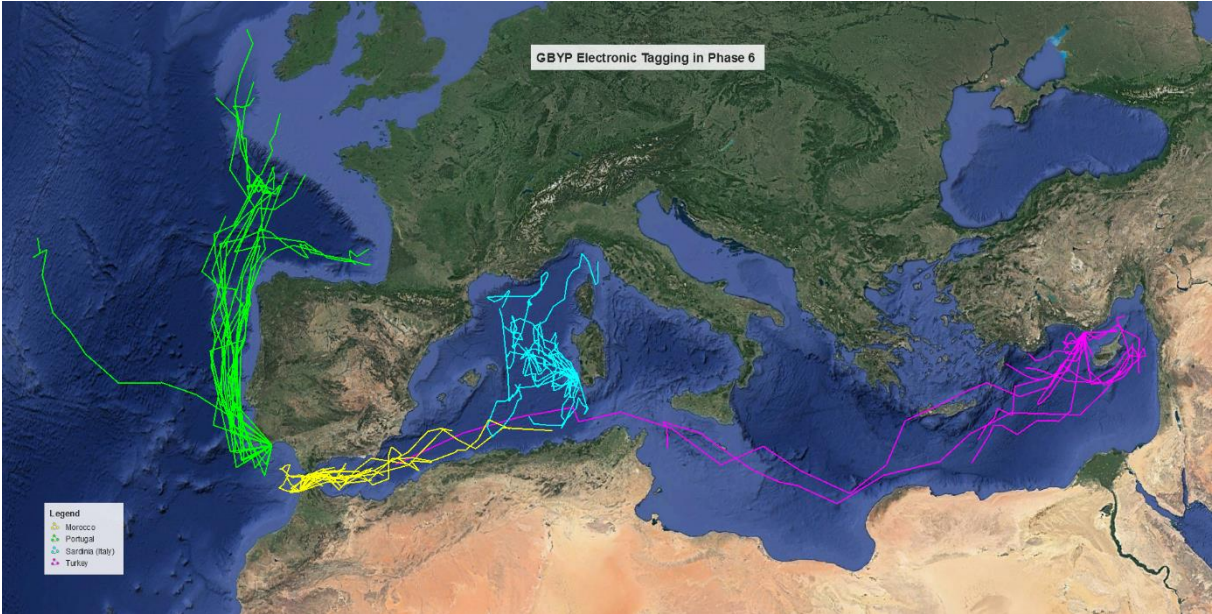 GBYP Electronic Tagging in Phase 6
Legend
Morocco
Portugal
Sardinia (Italy)
Turkey